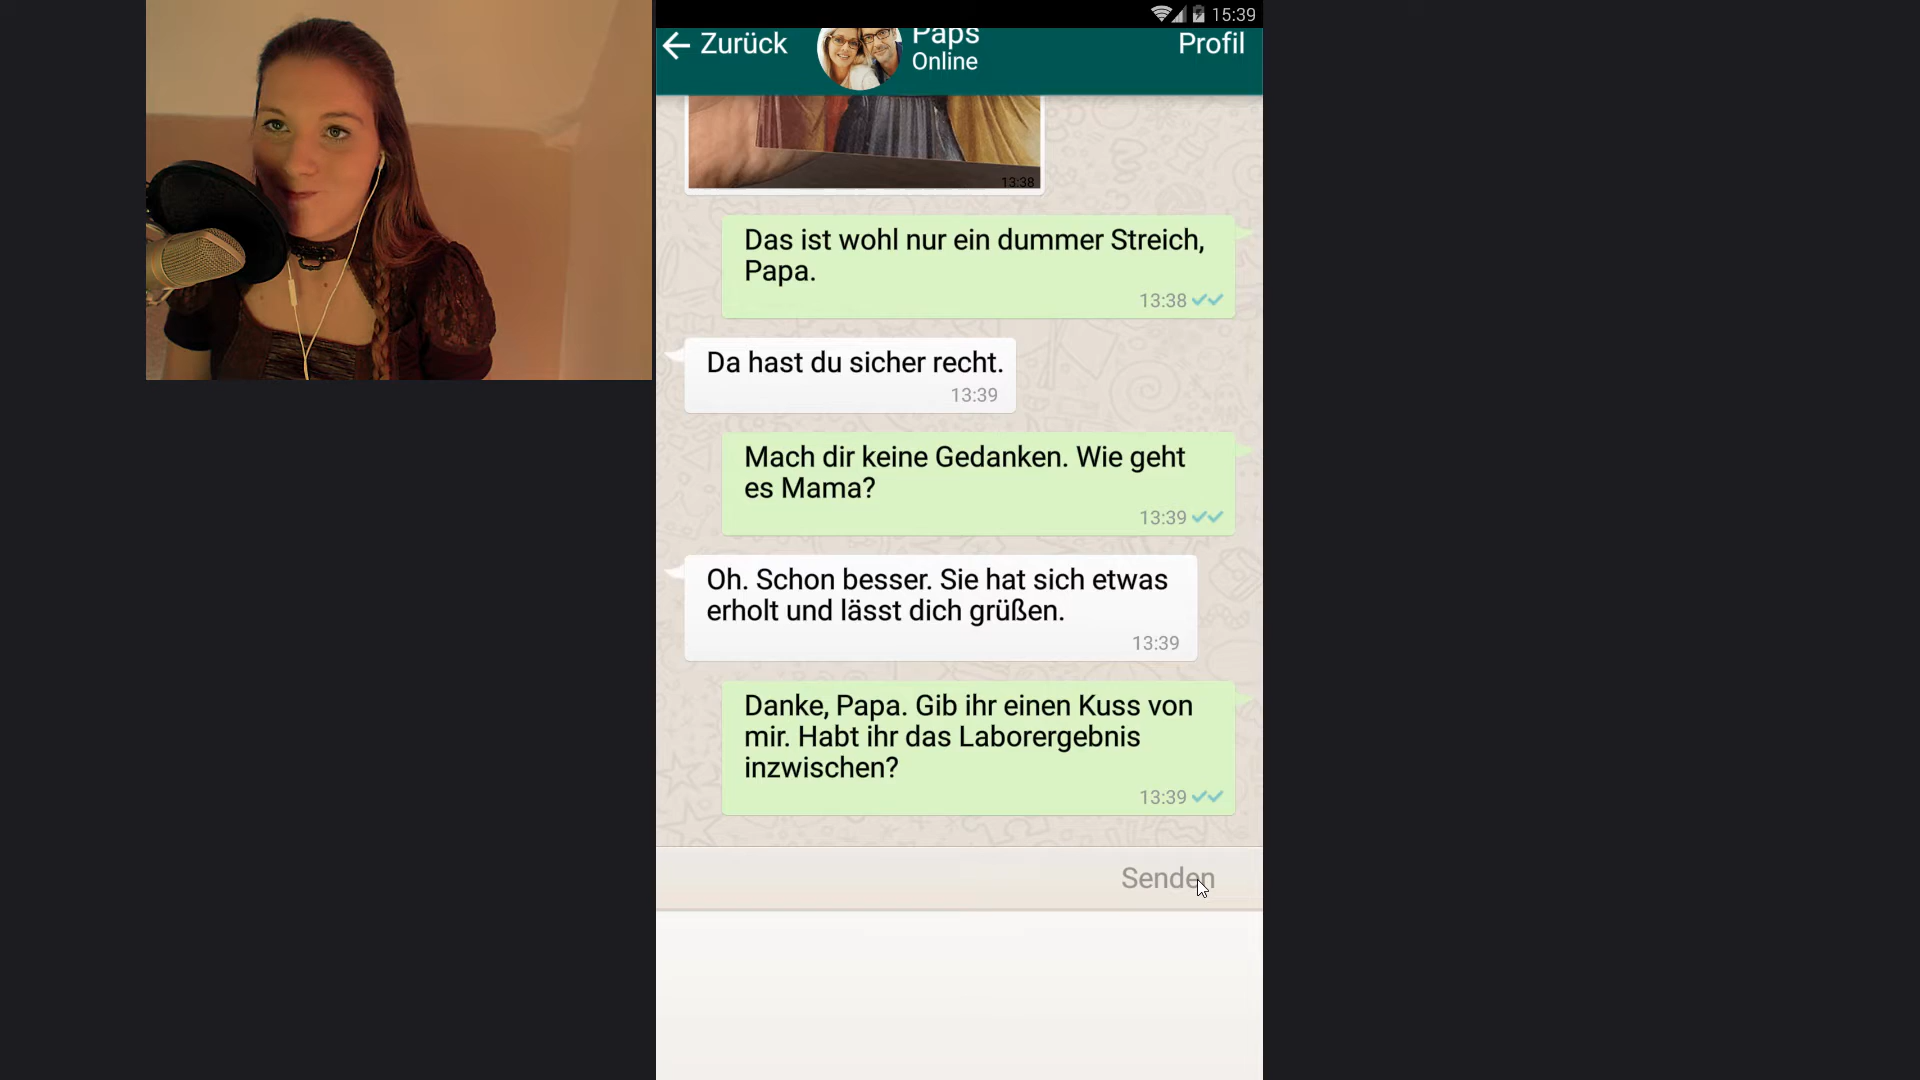 15:39
Zurück
Paps
Online
Profil
13:38
Das ist wohl nur ein dummer Streich,
Papa.
13:38
Da hast du sicher recht.
13:39
Mach dir keine Gedanken. Wie geht
es Mama?
13:39
Oh. Schon besser. Sie hat sich etwas
erholt und lässt dich grüßen.
13:39
Danke, Papa. Gib ihr einen Kuss von
mir. Habt ihr das Laborergebnis
inzwischen?
13:39
Senden